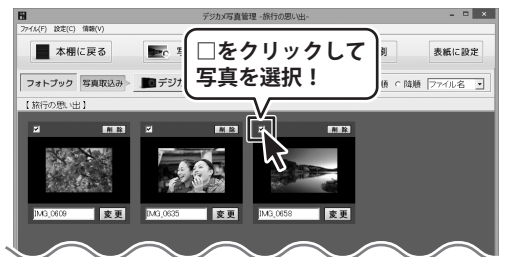 デジカメ写真管理 -旅行の思い出-
ファイル(F) 設定(C) 情報(V)
本棚に戻る
表紙に設定
□をクリックして
写真を選択！
フォトブック 写真取込み
降順 ファイル名
【旅行の思い出】
削除 削除 削除
IMG_0609 変更 IMG_0635 変更 IMG_0658 変更